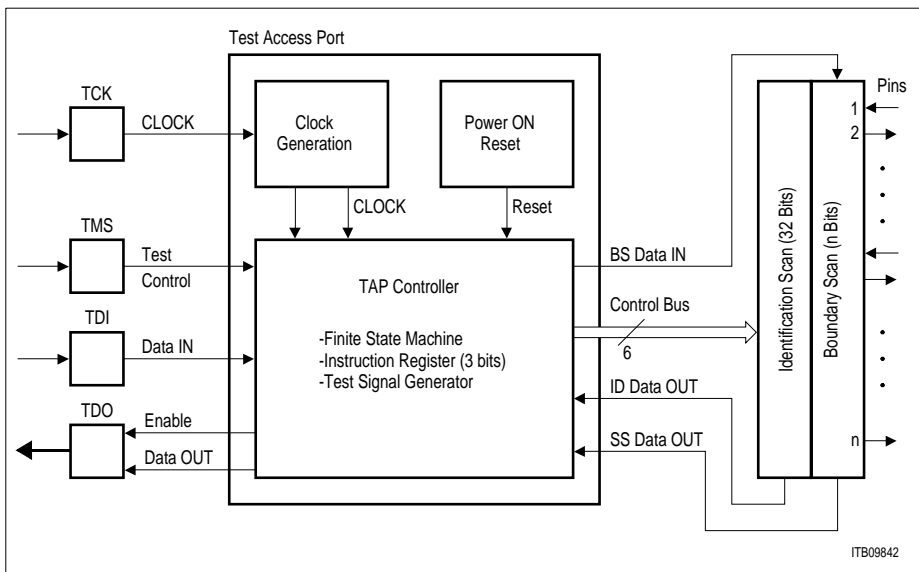 Test Access Port
TCK
CLOCK
Clock
Generation
Power ON
Reset
CLOCK
Reset
TMS
Test
Control
TDI
Data IN
TDO
Enable
Data OUT
TAP Controller
-Finite State Machine
-Instruction Register (3 bits)
-Test Signal Generator
BS Data IN
Control Bus
6
ID Data OUT
SS Data OUT
Identification Scan (32 Bits)
Boundary Scan (n Bits)
Pins
1
2
n
ITB09842